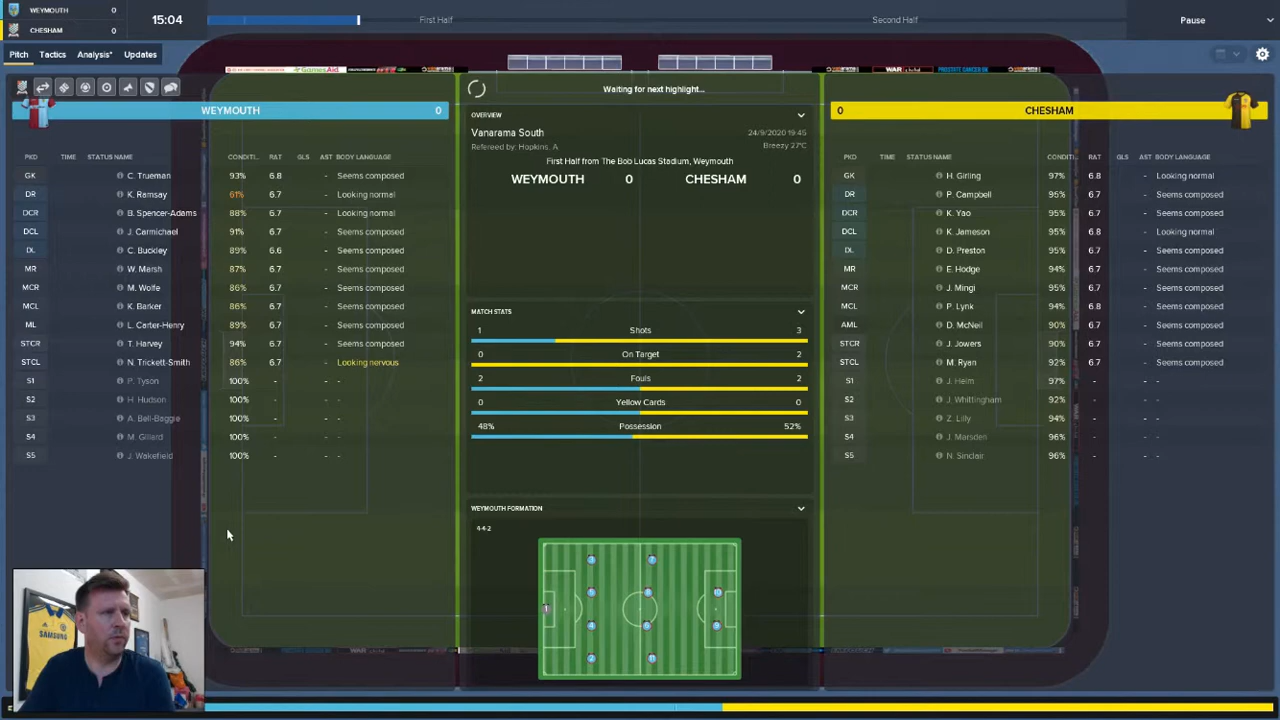 WEYMOUTH 0
CHESHAM 0
15:04
First Half
Second Half
Pause
Pitch Tactics Analysis* Updates
WEYMOUTH 0
PKD TIME STATUS NAME CONDITI... RAT GLS AST BODY LANGUAGE
GK C. Trueman 93% 6.8 - Seems composed
DR K. Ramsay 61% 6.7 - Looking normal
DCR B. Spencer-Adams 88% 6.7 - Looking normal
DCL J. Carmichael 91% 6.7 - Seems composed
DL C. Buckley 89% 6.6 - Seems composed
MR W. Marsh 87% 6.7 - Seems composed
MCR M. Wolfe 86% 6.7 - Seems composed
MCL K. Barker 86% 6.7 - Seems composed
ML L. Carter-Henry 89% 6.7 - Seems composed
STCR T. Harvey 94% 6.7 - Seems composed
STCL N. Trickett-Smith 86% 6.7 - Looking nervous
S1 P. Tyson 100% - - -
S2 H. Hudson 100% - - -
S3 A. Bell-Baggie 100% - - -
S4 M. Gillard 100% - - -
S5 J. Wakefield 100% - - -
Waiting for next highlight...
OVERVIEW
Vanarama South 24/9/2020 19:45
Refereed by: Hopkins, A Breezy 27°C
First Half from The Bob Lucas Stadium, Weymouth
WEYMOUTH 0 CHESHAM 0
MATCH STATS
1 Shots 3
0 On Target 2
2 Fouls 2
0 Yellow Cards 0
48% Possession 52%
WEYMOUTH FORMATION
4-4-2
0 CHESHAM
PKD TIME STATUS NAME CONDITI... RAT GLS AST BODY LANGUAGE
GK H. Girling 97% 6.8 - Looking normal
DR P. Campbell 95% 6.7 - Seems composed
DCR K. Yao 95% 6.7 - Seems composed
DCL K. Jameson 95% 6.8 - Looking normal
DL D. Preston 95% 6.7 - Seems composed
MR E. Hodge 94% 6.7 - Seems composed
MCR J. Mingi 95% 6.7 - Seems composed
MCL P. Lynk 94% 6.8 - Seems composed
AML D. McNeil 90% 6.7 - Seems composed
STCR J. Jowers 90% 6.7 - Seems composed
STCL M. Ryan 92% 6.7 - Seems composed
S1 J. Helm 97% - - -
S2 J. Whittingham 92% - - -
S3 Z. Lilly 94% - - -
S4 J. Marsden 96% - - -
S5 N. Sinclair 96% - - -
SAMSUNG